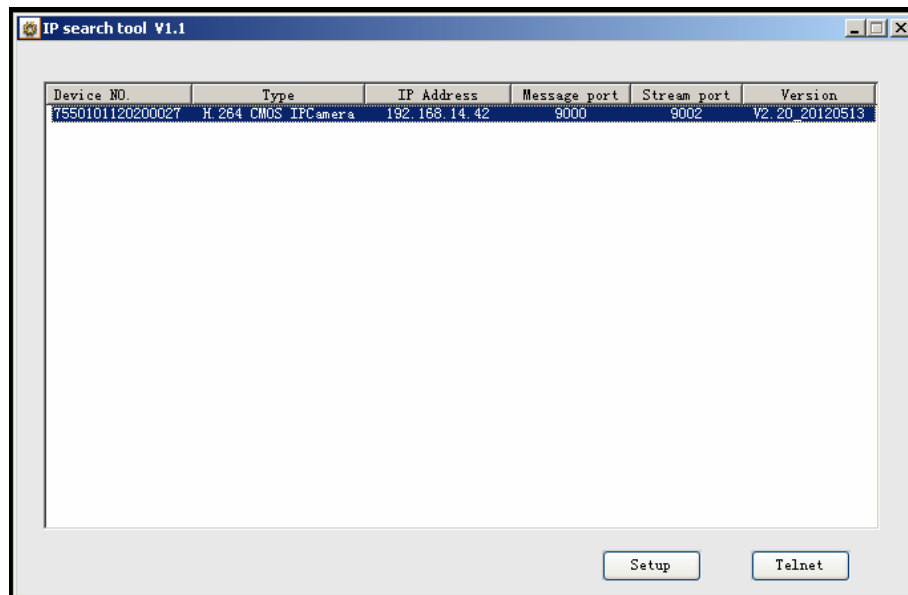 IP search tool V1.1
Device NO. Type IP Address Message port Stream port Version
7550101120200027 H.264 CMOS IPCamera 192.168.14.42 9000 9002 V2.20_20120513
Setup Telnet